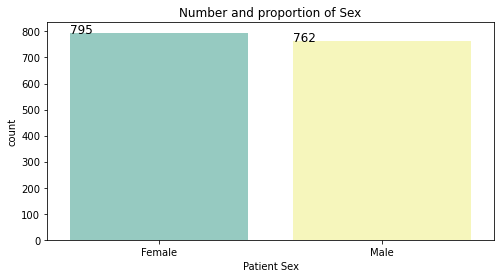 Number and proportion of Sex
795
762
800
700
600
500
400
300
200
100
0
count
Female
Male
Patient Sex